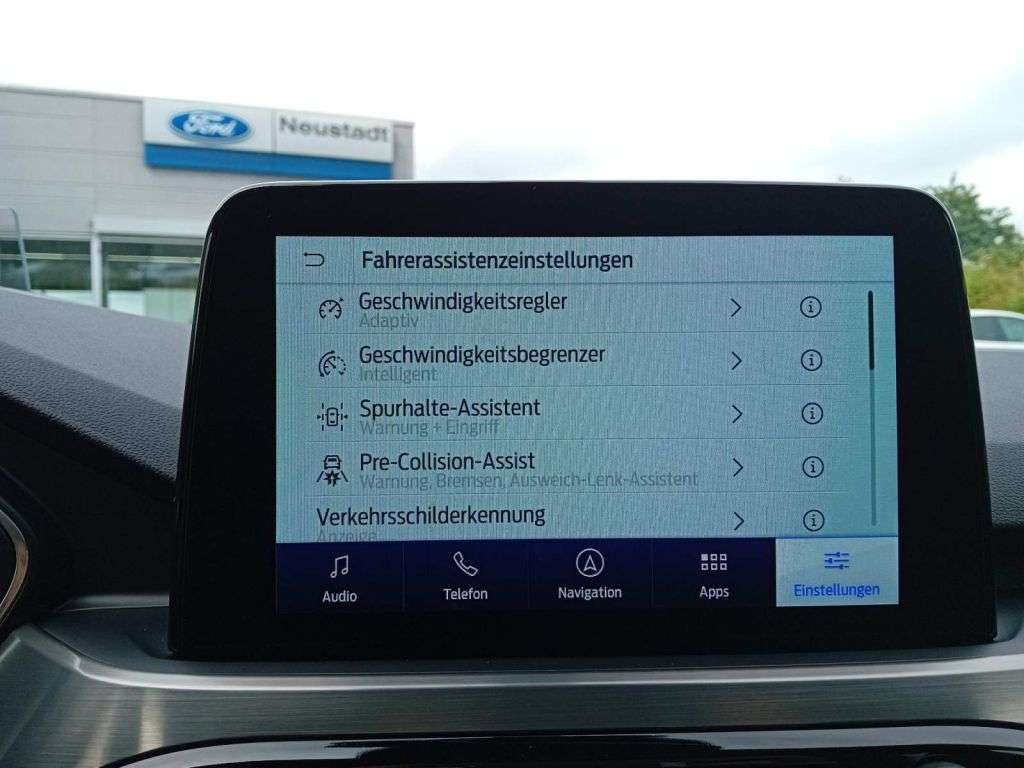 Ford
Neustadt
Fahrerassistenzeinstellungen
Geschwindigkeitsregler
Adaptiv
Geschwindigkeitsbegrenzer
Intelligent
Spurhalte-Assistent
Warnung + Eingriff
Pre-Collision-Assist
Warnung, Bremsen, Ausweich-Lenk-Assistent
Verkehrsschilderkennung
Anzeige
Audio
Telefon
Navigation
Apps
Einstellungen